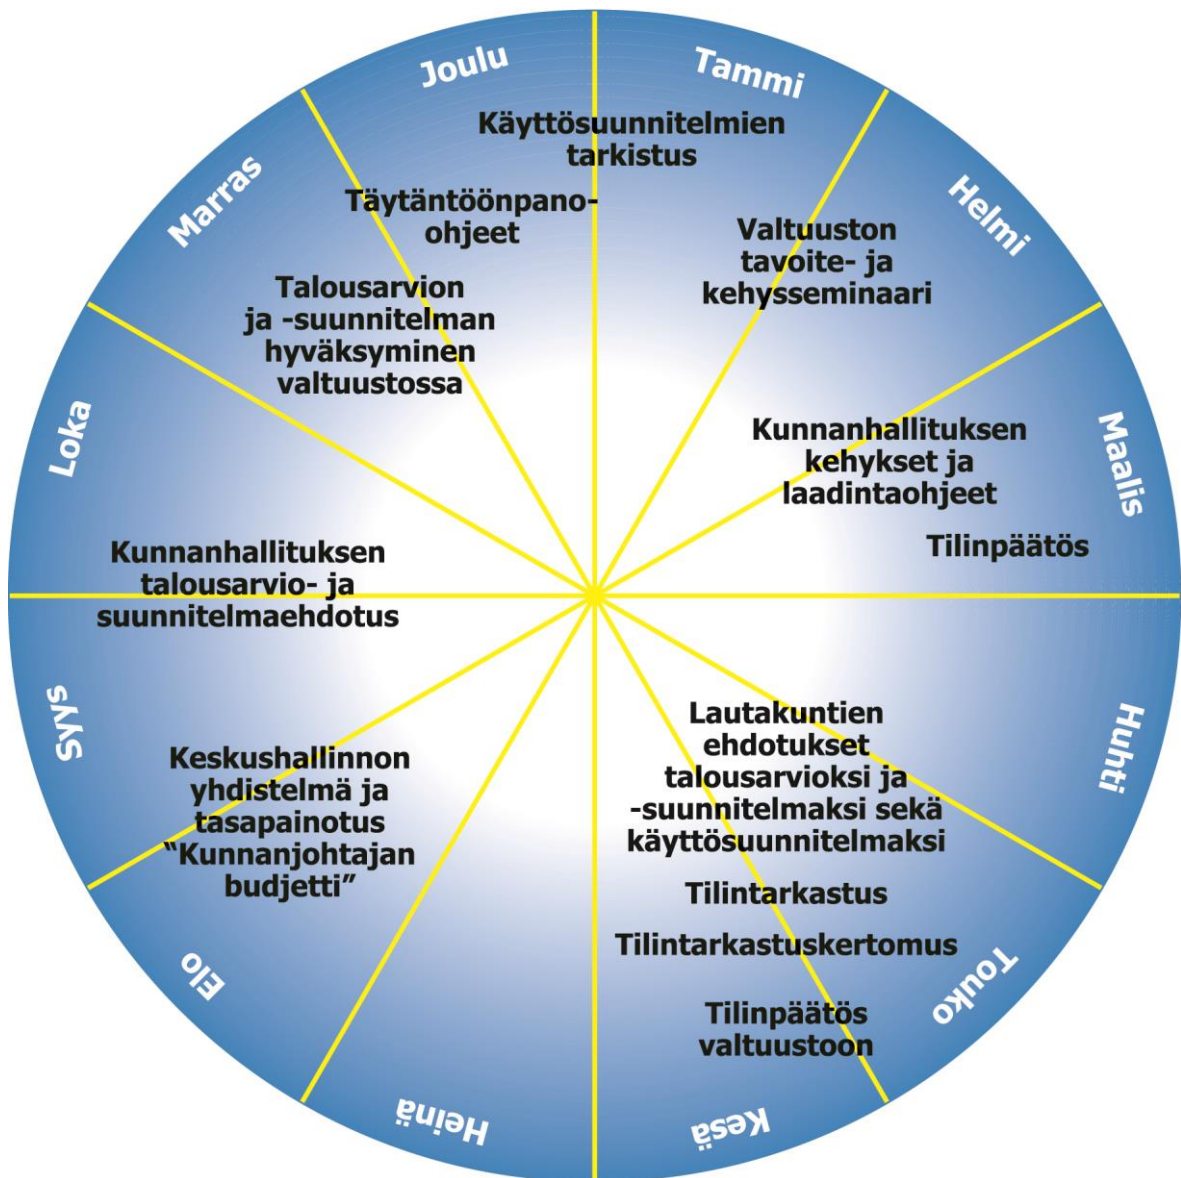 Tammi
Käyttösuunnitelmien
tarkistus
Helmi
Valtuuston
tavoite- ja
kehysseminaari
Maalis
Kunnanhallituksen
kehykset ja
laadintaohjeet
Tilinpäätös
Huhti
Lautakuntien
ehdotukset
talousarvioksi ja
-suunnitelmaksi sekä
käyttösuunnitelmaksi
Touko
Tilintarkastus
Tilintarkastuskertomus
Tilinpäätös
valtuustoon
Kesä
Heinä
Elo
Keskushallinnon
yhdistelmä ja
tasapainotus
“Kunnanjohtajan
budjetti”
Syys
Kunnanhallituksen
talousarvio- ja
suunnitelmaehdotus
Loka
Talousarvion
ja -suunnitelman
hyväksyminen
valtuustossa
Marras
Täytäntöönpano-
ohjeet
Joulu